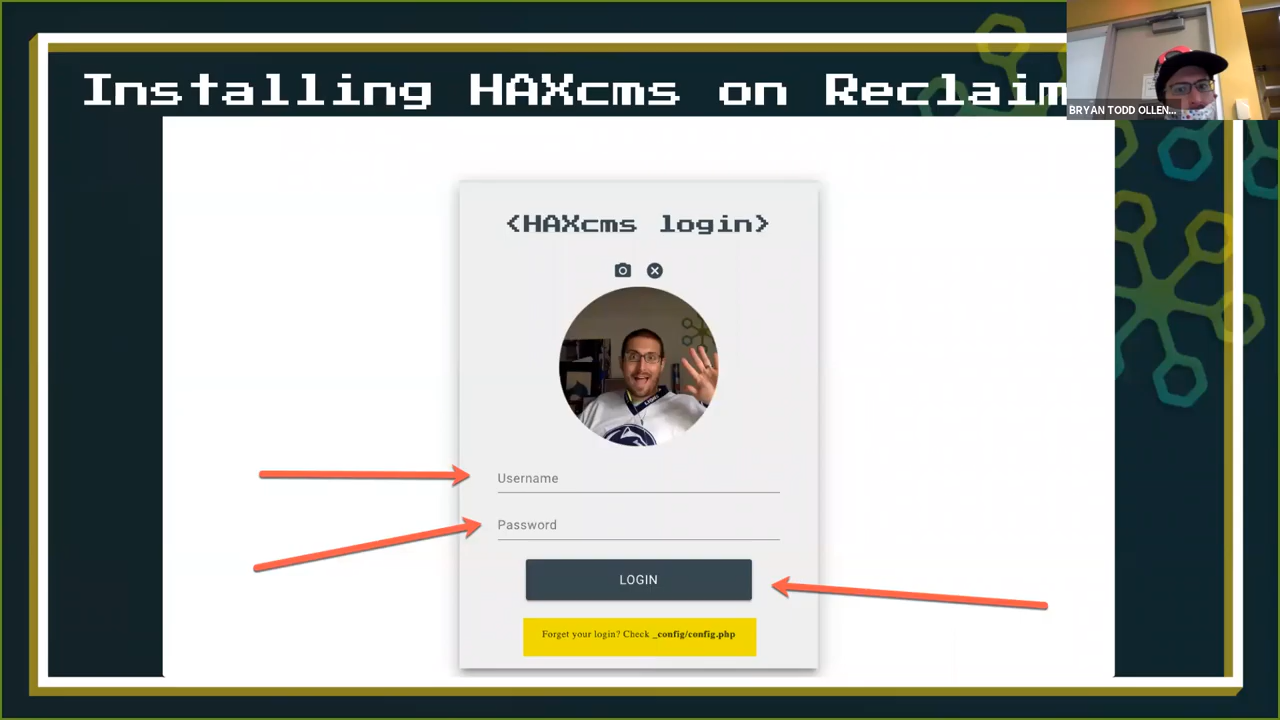 Installing HAXcms on Reclaim
BRYAN TODD OLLEN...
<HAXcms login>
Username
Password
LOGIN
Forget your login? Check _config/config.php